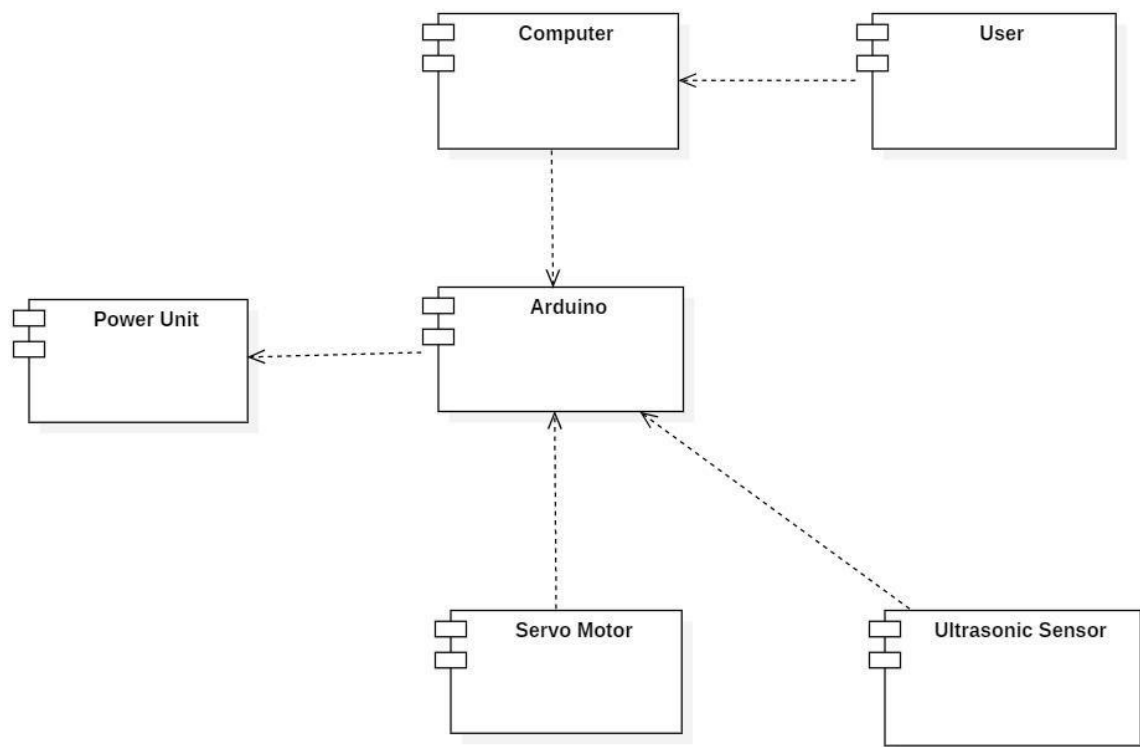 Computer
User
Power Unit
Arduino
Servo Motor
Ultrasonic Sensor